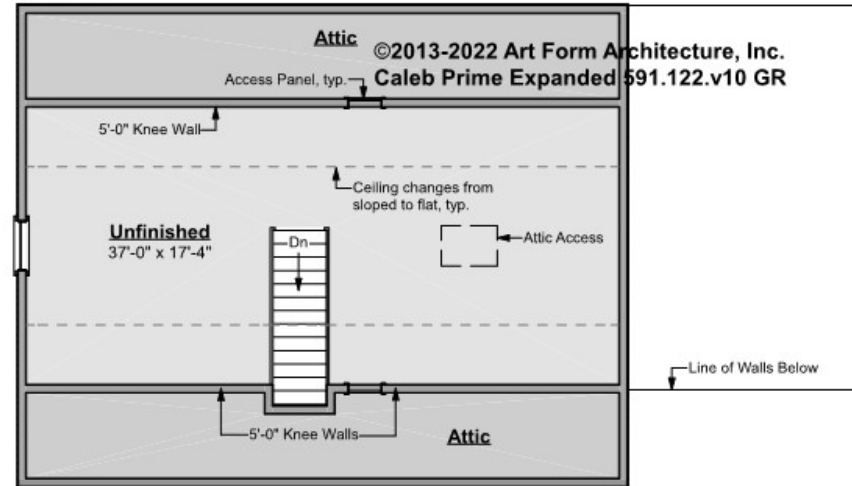 Attic
©2013-2022 Art Form Architecture, Inc.
Caleb Prime Expanded 591.122.v10 GR
Access Panel, typ.
5'-0" Knee Wall
Ceiling changes from
sloped to flat, typ.
Unfinished
37'-0" x 17'-4"
Dn
Attic Access
Line of Walls Below
5'-0" Knee Walls
Attic